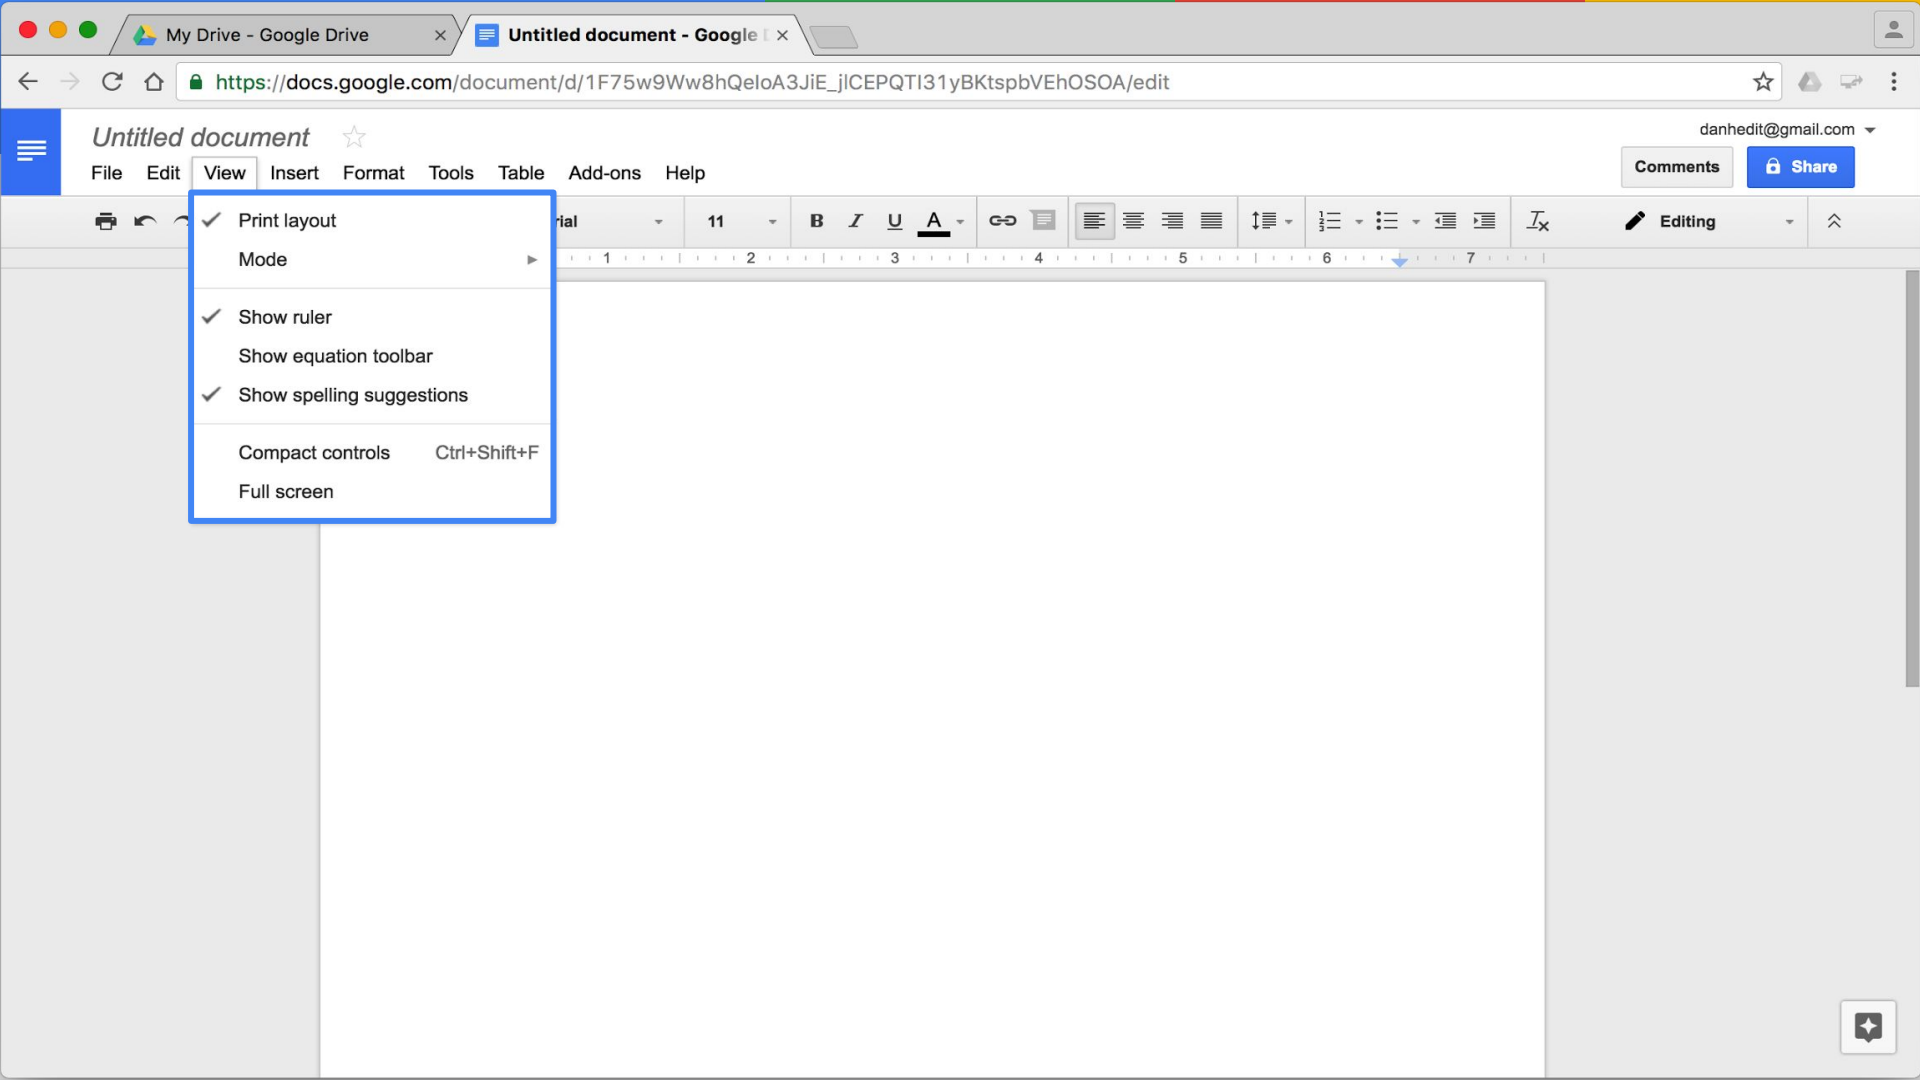 My Drive - Google Drive
Untitled document - Google
https://docs.google.com/document/d/1F75w9Ww8hQeIoA3JiE_jlCEPQTI31yBKtspbVEhOSOA/edit
Untitled document
danhedit@gmail.com
File Edit View Insert Format Tools Table Add-ons Help
Comments
Share
rial 11 B I U A Editing
1 2 3 4 5 6 7
Print layout
Mode
Show ruler
Show equation toolbar
Show spelling suggestions
Compact controls Ctrl+Shift+F
Full screen